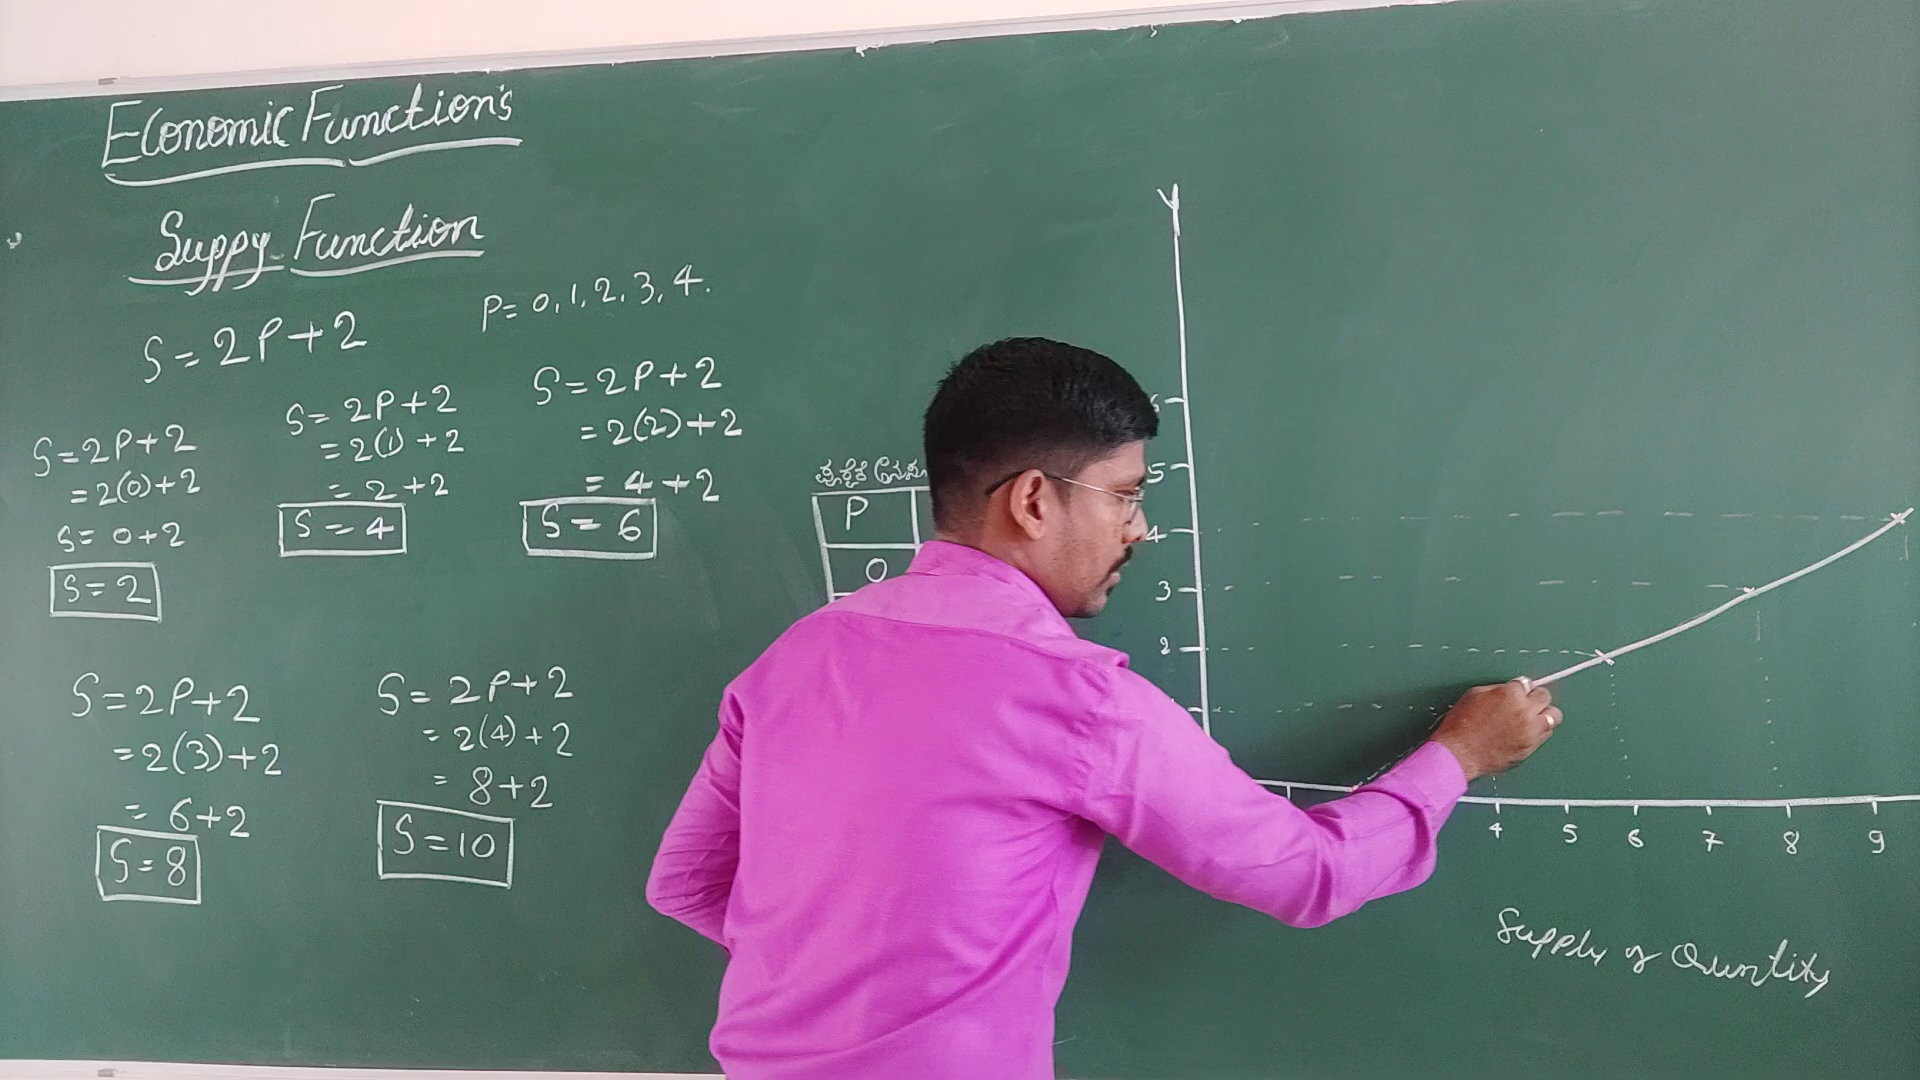 Economic Function's
Suppy Function
S=2P+2
P= 0, 1, 2, 3, 4.
S=2P+2
=2(0)+2
S= 0+2
S=2
S= 2P+2
=2(1)+2
=2+2
S=4
S=2P+2
=2(2)+2
= 4+2
S= 6
S=2P+2
=2(3)+2
= 6+2
S=8
S= 2P+2
= 2(4)+2
= 8+2
S=10
P
0
Y
5
4
3
2
4 5 6 7 8 9
Supply of Quntity